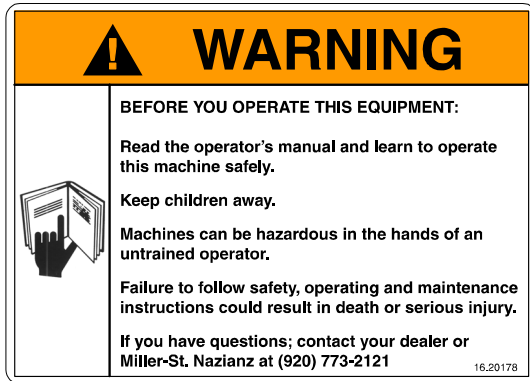 WARNING
BEFORE YOU OPERATE THIS EQUIPMENT:
Read the operator's manual and learn to operate
this machine safely.
Keep children away.
Machines can be hazardous in the hands of an
untrained operator.
Failure to follow safety, operating and maintenance
instructions could result in death or serious injury.
If you have questions; contact your dealer or
Miller-St. Nazianz at (920) 773-2121
16.20178